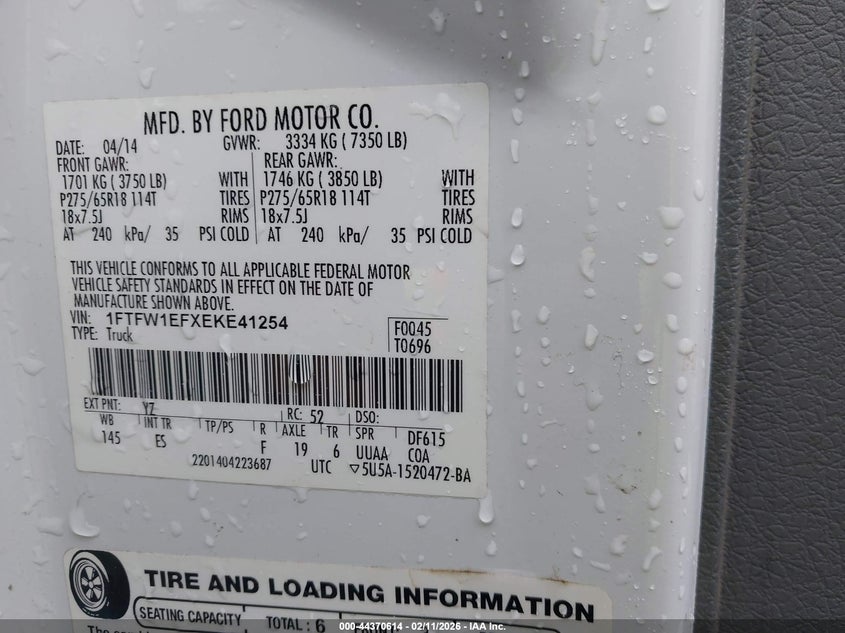 MFD. BY FORD MOTOR CO.
DATE: 04/14 GVWR: 3334 KG ( 7350 LB)
FRONT GAWR: REAR GAWR:
1701 KG ( 3750 LB) WITH 1746 KG ( 3850 LB) WITH
P275/65R18 114T TIRES P275/65R18 114T TIRES
18x7.5J RIMS 18x7.5J RIMS
AT 240 kPa/ 35 PSI COLD AT 240 kPa/ 35 PSI COLD
THIS VEHICLE CONFORMS TO ALL APPLICABLE FEDERAL MOTOR
VEHICLE SAFETY STANDARDS IN EFFECT ON THE DATE OF
MANUFACTURE SHOWN ABOVE.
VIN: 1FTFW1EFXEKE41254 F0045
TYPE: Truck T0696
EXT PNT: YZ RC: 52 DSO:
WB INT TR TP/PS R AXLE TR SPR DF615
145 ES F 19 6 UUAA COA
2201404223687 UTC ▽5U5A-1520472-BA
TIRE AND LOADING INFORMATION
SEATING CAPACITY TOTAL : 6
000-44370614 - 02/11/2026 - IAA Inc.